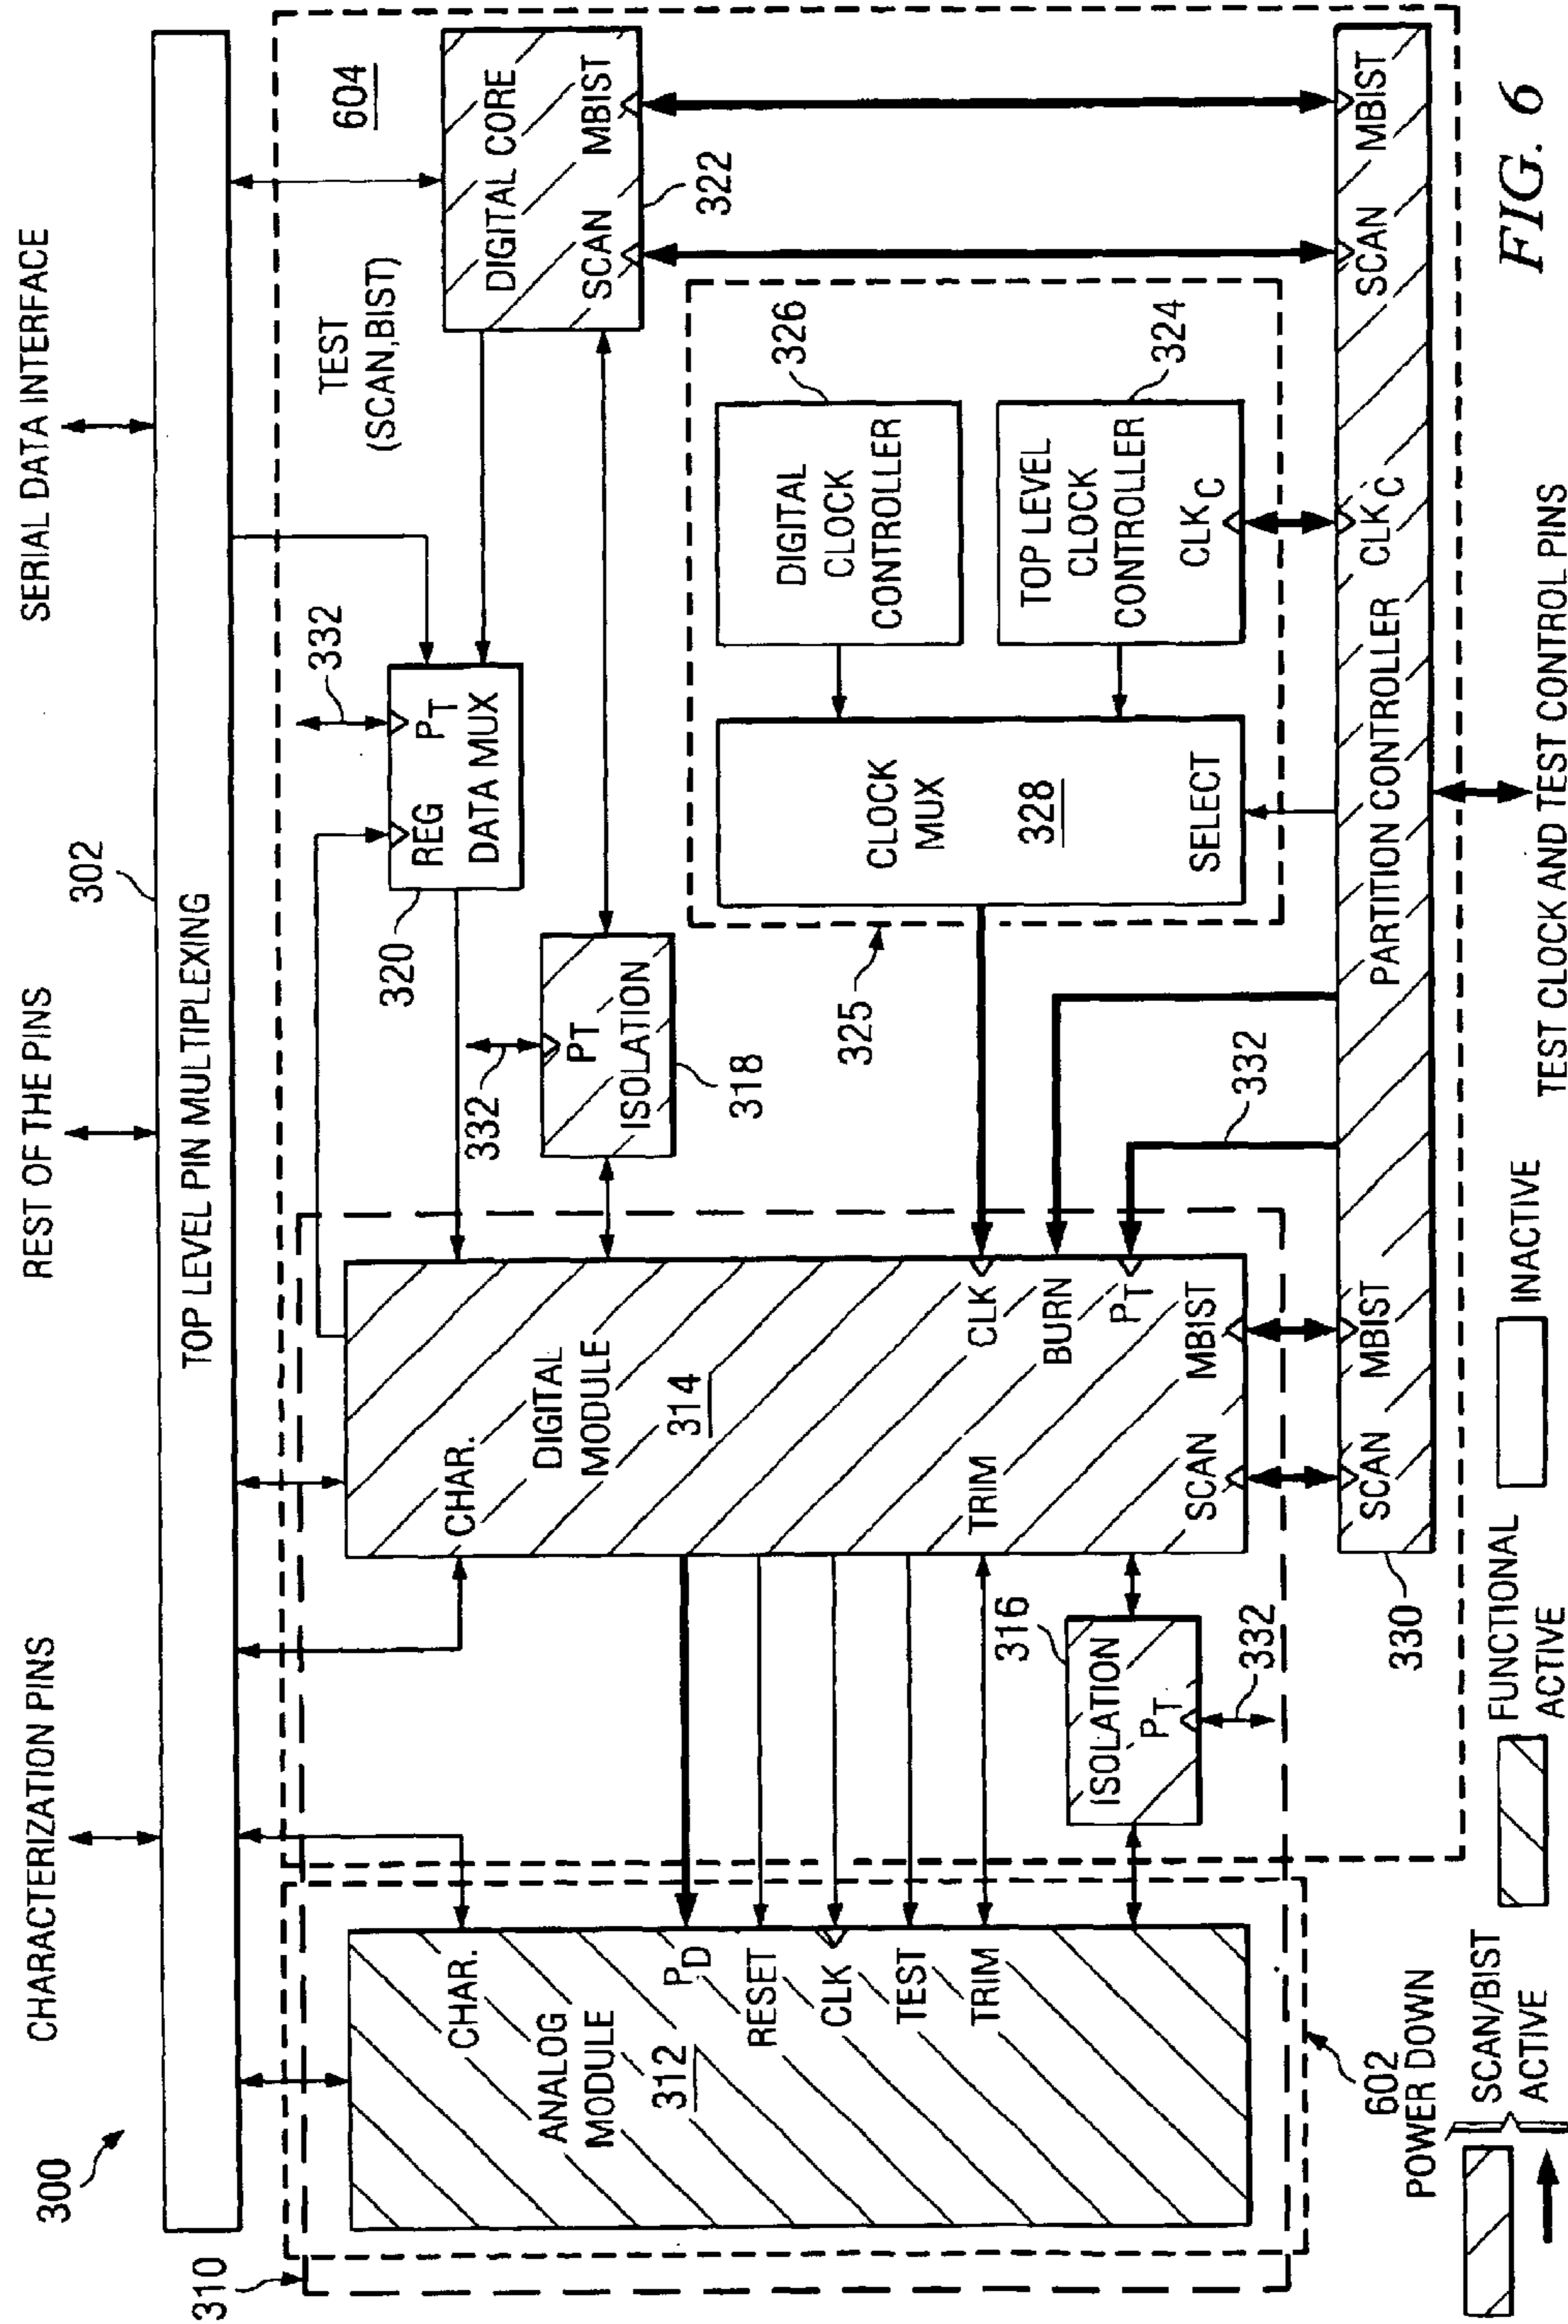 300
CHARACTERIZATION PINS
REST OF THE PINS
SERIAL DATA INTERFACE
302
TOP LEVEL PIN MULTIPLEXING
310
604
TEST
(SCAN,BIST)
ANALOG
MODULE
312
CHAR.
PD
RESET
CLK
TEST
TRIM
CHAR.
DIGITAL
MODULE
314
TRIM
CLK
BURN
PT
SCAN
MBIST
316
ISOLATION
PT
332
332
PT
ISOLATION
318
332
REG
PT
DATA MUX
320
DIGITAL CORE
SCAN
MBIST
322
325
CLOCK
MUX
328
SELECT
DIGITAL
CLOCK
CONTROLLER
326
TOP LEVEL
CLOCK
CONTROLLER
CLKC
324
332
SCAN
MBIST
PARTITION CONTROLLER
CLKC
SCAN
MBIST
330
602
POWER DOWN
SCAN/BIST
ACTIVE
FUNCTIONAL
ACTIVE
INACTIVE
TEST CLOCK AND TEST CONTROL PINS
FIG. 6